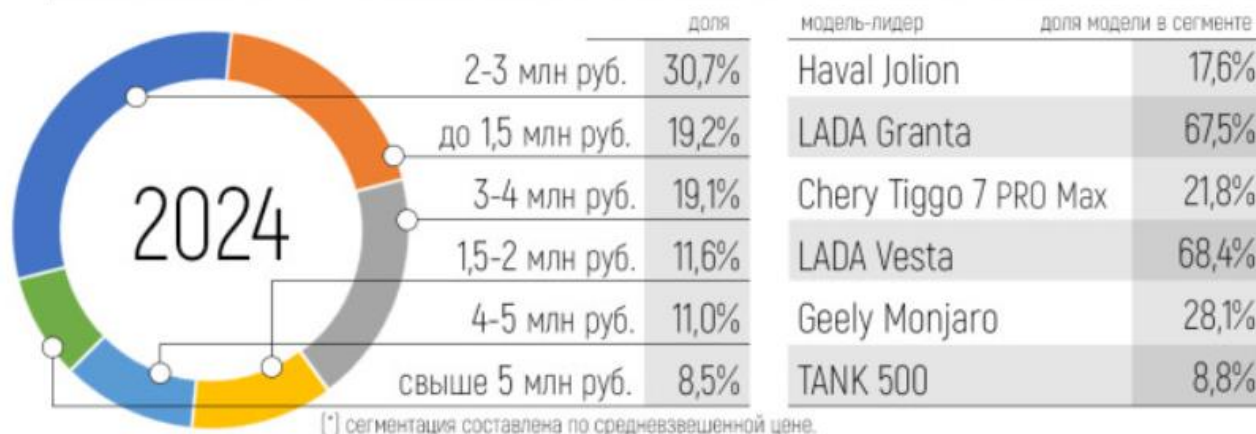 доля модель-лидер доля модели в сегменте
2-3 млн руб. 30,7% Haval Jolion 17,6%
до 1,5 млн руб. 19,2% LADA Granta 67,5%
3-4 млн руб. 19,1% Chery Tiggo 7 PRO Max 21,8%
2024
1,5-2 млн руб. 11,6% LADA Vesta 68,4%
4-5 млн руб. 11,0% Geely Monjaro 28,1%
свыше 5 млн руб. 8,5% TANK 500 8,8%
(*) сегментация составлена по средневзвешенной цене.